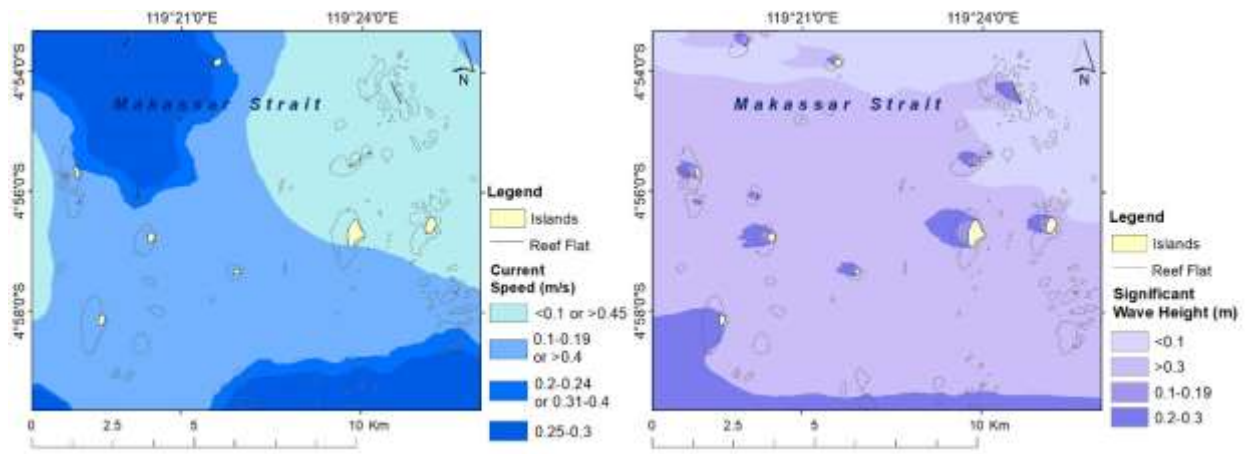 119°21'0"E
119°24'0"E
4°54'0"S
4°56'0"S
4°58'0"S
N
Makassar Strait
Legend
Islands
Reef Flat
Current
Speed (m/s)
<0.1 or >0.45
0.1-0.19
or >0.4
0.2-0.24
or 0.31-0.4
0.25-0.3
0 2.5 5 10 Km
119°21'0"E
119°24'0"E
4°54'0"S
4°56'0"S
4°58'0"S
N
Makassar Strait
Legend
Islands
Reef Flat
Significant
Wave Height (m)
<0.1
>0.3
0.1-0.19
0.2-0.3
0 2.5 5 10 Km